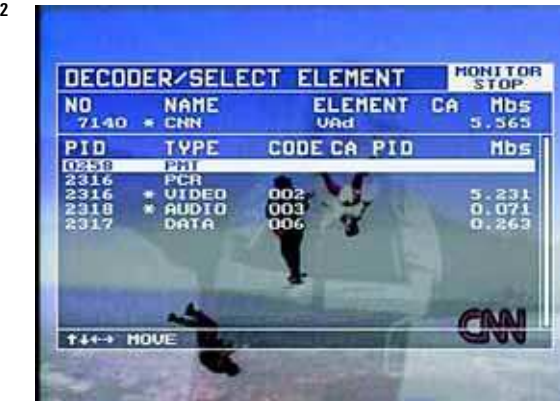 2
DECODER/SELECT ELEMENT MONITOR STOP
NO NAME ELEMENT CA Mbs
7140 * CNN VAd 5.565
PID TYPE CODE CA PID Mbs
0258 PMT
2316 PCR
2316 * VIDEO 002 5.231
2318 * AUDIO 003 0.071
2317 DATA 006 0.263
CNN
↑↓←→ MOVE